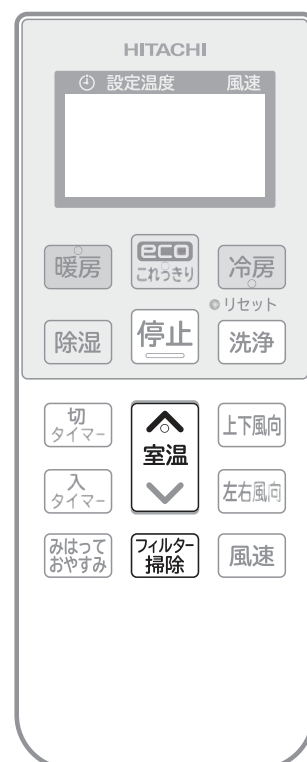 HITACHI
設定温度 風速
暖房
eco
これっきり
冷房
リセット
除湿
停止
洗浄
切
タイマー
室温
上下風向
入
タイマー
左右風向
みはって
おやすみ
フィルター
掃除
風速